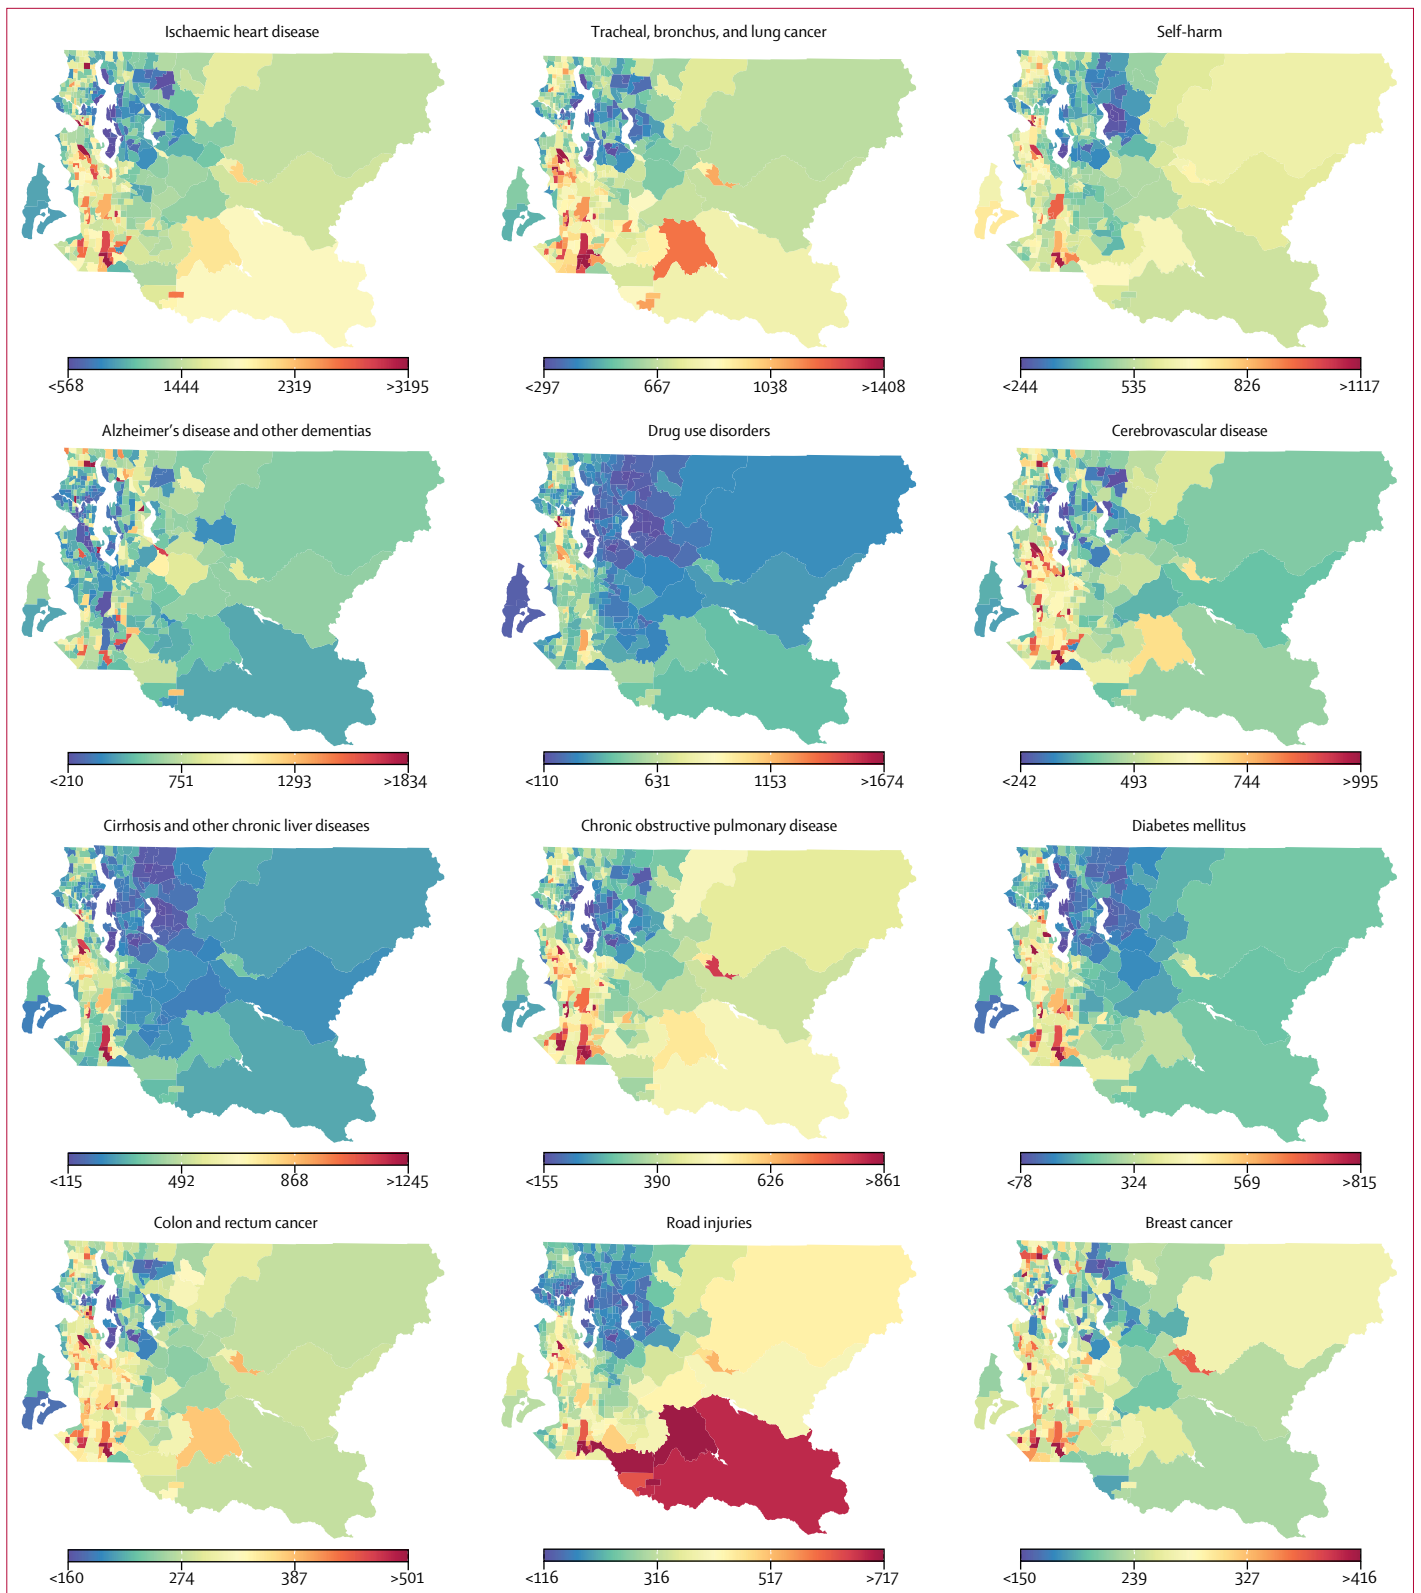 Ischaemic heart disease
Tracheal, bronchus, and lung cancer
Self-harm
<568 1444 2319 >3195
<297 667 1038 >1408
<244 535 826 >1117
Alzheimer's disease and other dementias
Drug use disorders
Cerebrovascular disease
<210 751 1293 >1834
<110 631 1153 >1674
<242 493 744 >995
Cirrhosis and other chronic liver diseases
Chronic obstructive pulmonary disease
Diabetes mellitus
<115 492 868 >1245
<155 390 626 >861
<78 324 569 >815
Colon and rectum cancer
Road injuries
Breast cancer
<160 274 387 >501
<116 316 517 >717
<150 239 327 >416